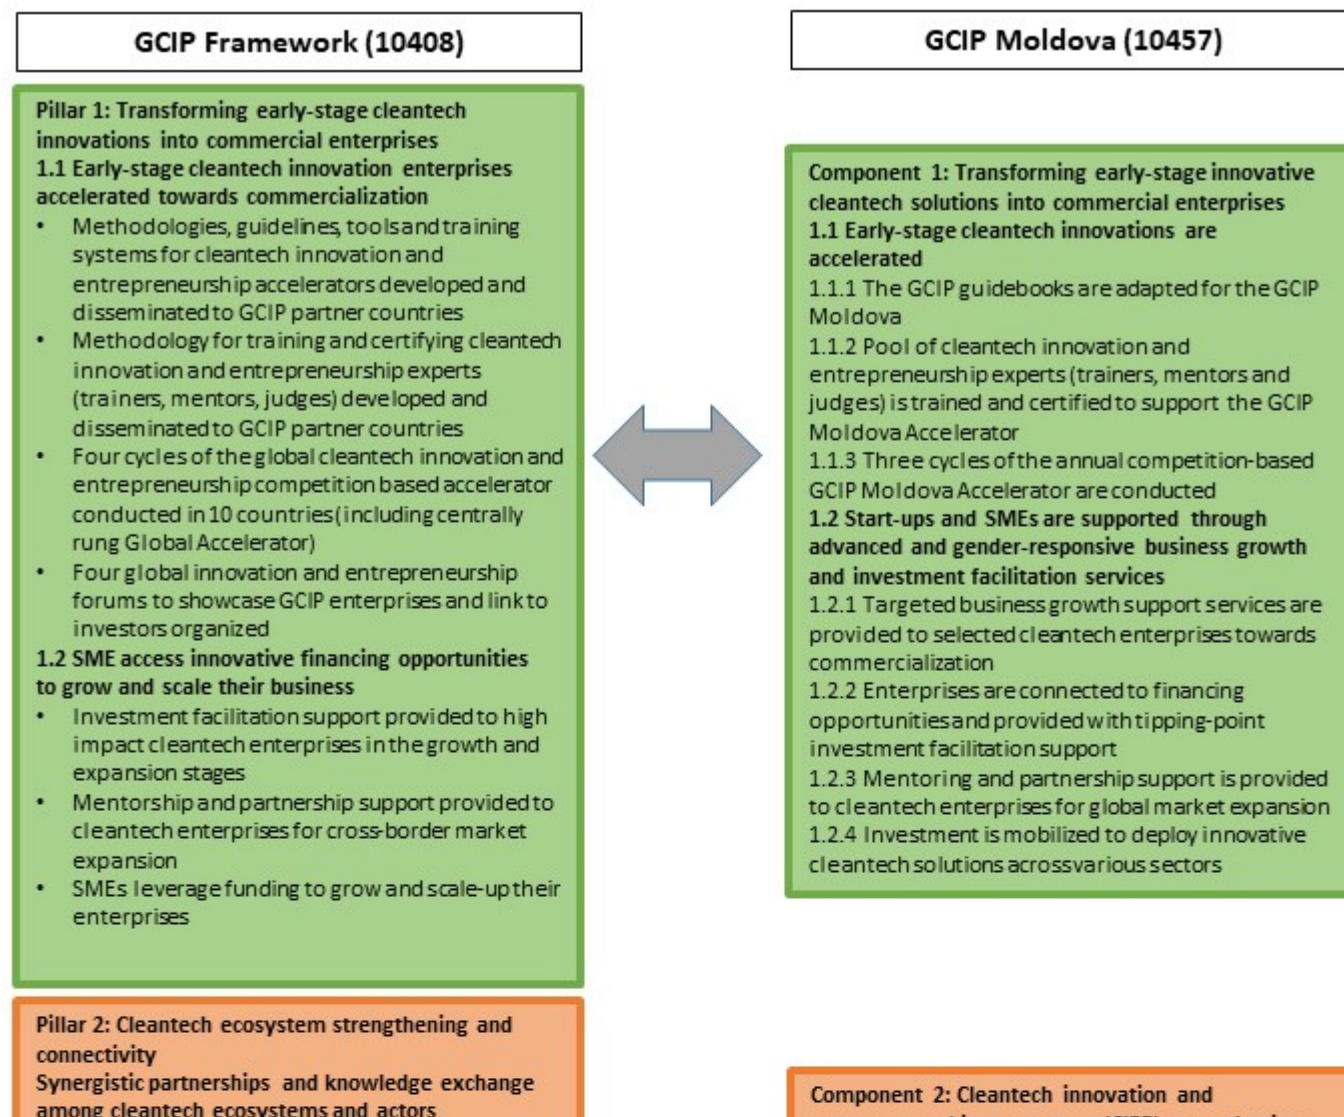 GCIP Framework (10408)
Pillar 1: Transforming early-stage cleantech
innovations into commercial enterprises
1.1 Early-stage cleantech innovation enterprises
accelerated towards commercialization
• Methodologies, guidelines, tools and training
systems for cleantech innovation and
entrepreneurship accelerators developed and
disseminated to GCIP partner countries
• Methodology for training and certifying cleantech
innovation and entrepreneurship experts
(trainers, mentors, judges) developed and
disseminated to GCIP partner countries
• Four cycles of the global cleantech innovation and
entrepreneurship competition based accelerator
conducted in 10 countries (including centrally
rung Global Accelerator)
• Four global innovation and entrepreneurship
forums to showcase GCIP enterprises and link to
investors organized
1.2 SME access innovative financing opportunities
to grow and scale their business
• Investment facilitation support provided to high
impact cleantech enterprises in the growth and
expansion stages
• Mentorship and partnership support provided to
cleantech enterprises for cross-border market
expansion
• SMEs leverage funding to grow and scale-up their
enterprises
Pillar 2: Cleantech ecosystem strengthening and
connectivity
Synergistic partnerships and knowledge exchange
among cleantech ecosystems and actors
GCIP Moldova (10457)
Component 1: Transforming early-stage innovative
cleantech solutions into commercial enterprises
1.1 Early-stage cleantech innovations are
accelerated
1.1.1 The GCIP guidebooks are adapted for the GCIP
Moldova
1.1.2 Pool of cleantech innovation and
entrepreneurship experts (trainers, mentors and
judges) is trained and certified to support the GCIP
Moldova Accelerator
1.1.3 Three cycles of the annual competition-based
GCIP Moldova Accelerator are conducted
1.2 Start-ups and SMEs are supported through
advanced and gender-responsive business growth
and investment facilitation services
1.2.1 Targeted business growth support services are
provided to selected cleantech enterprises towards
commercialization
1.2.2 Enterprises are connected to financing
opportunities and provided with tipping-point
investment facilitation support
1.2.3 Mentoring and partnership support is provided
to cleantech enterprises for global market expansion
1.2.4 Investment is mobilized to deploy innovative
cleantech solutions across various sectors
Component 2: Cleantech innovation and